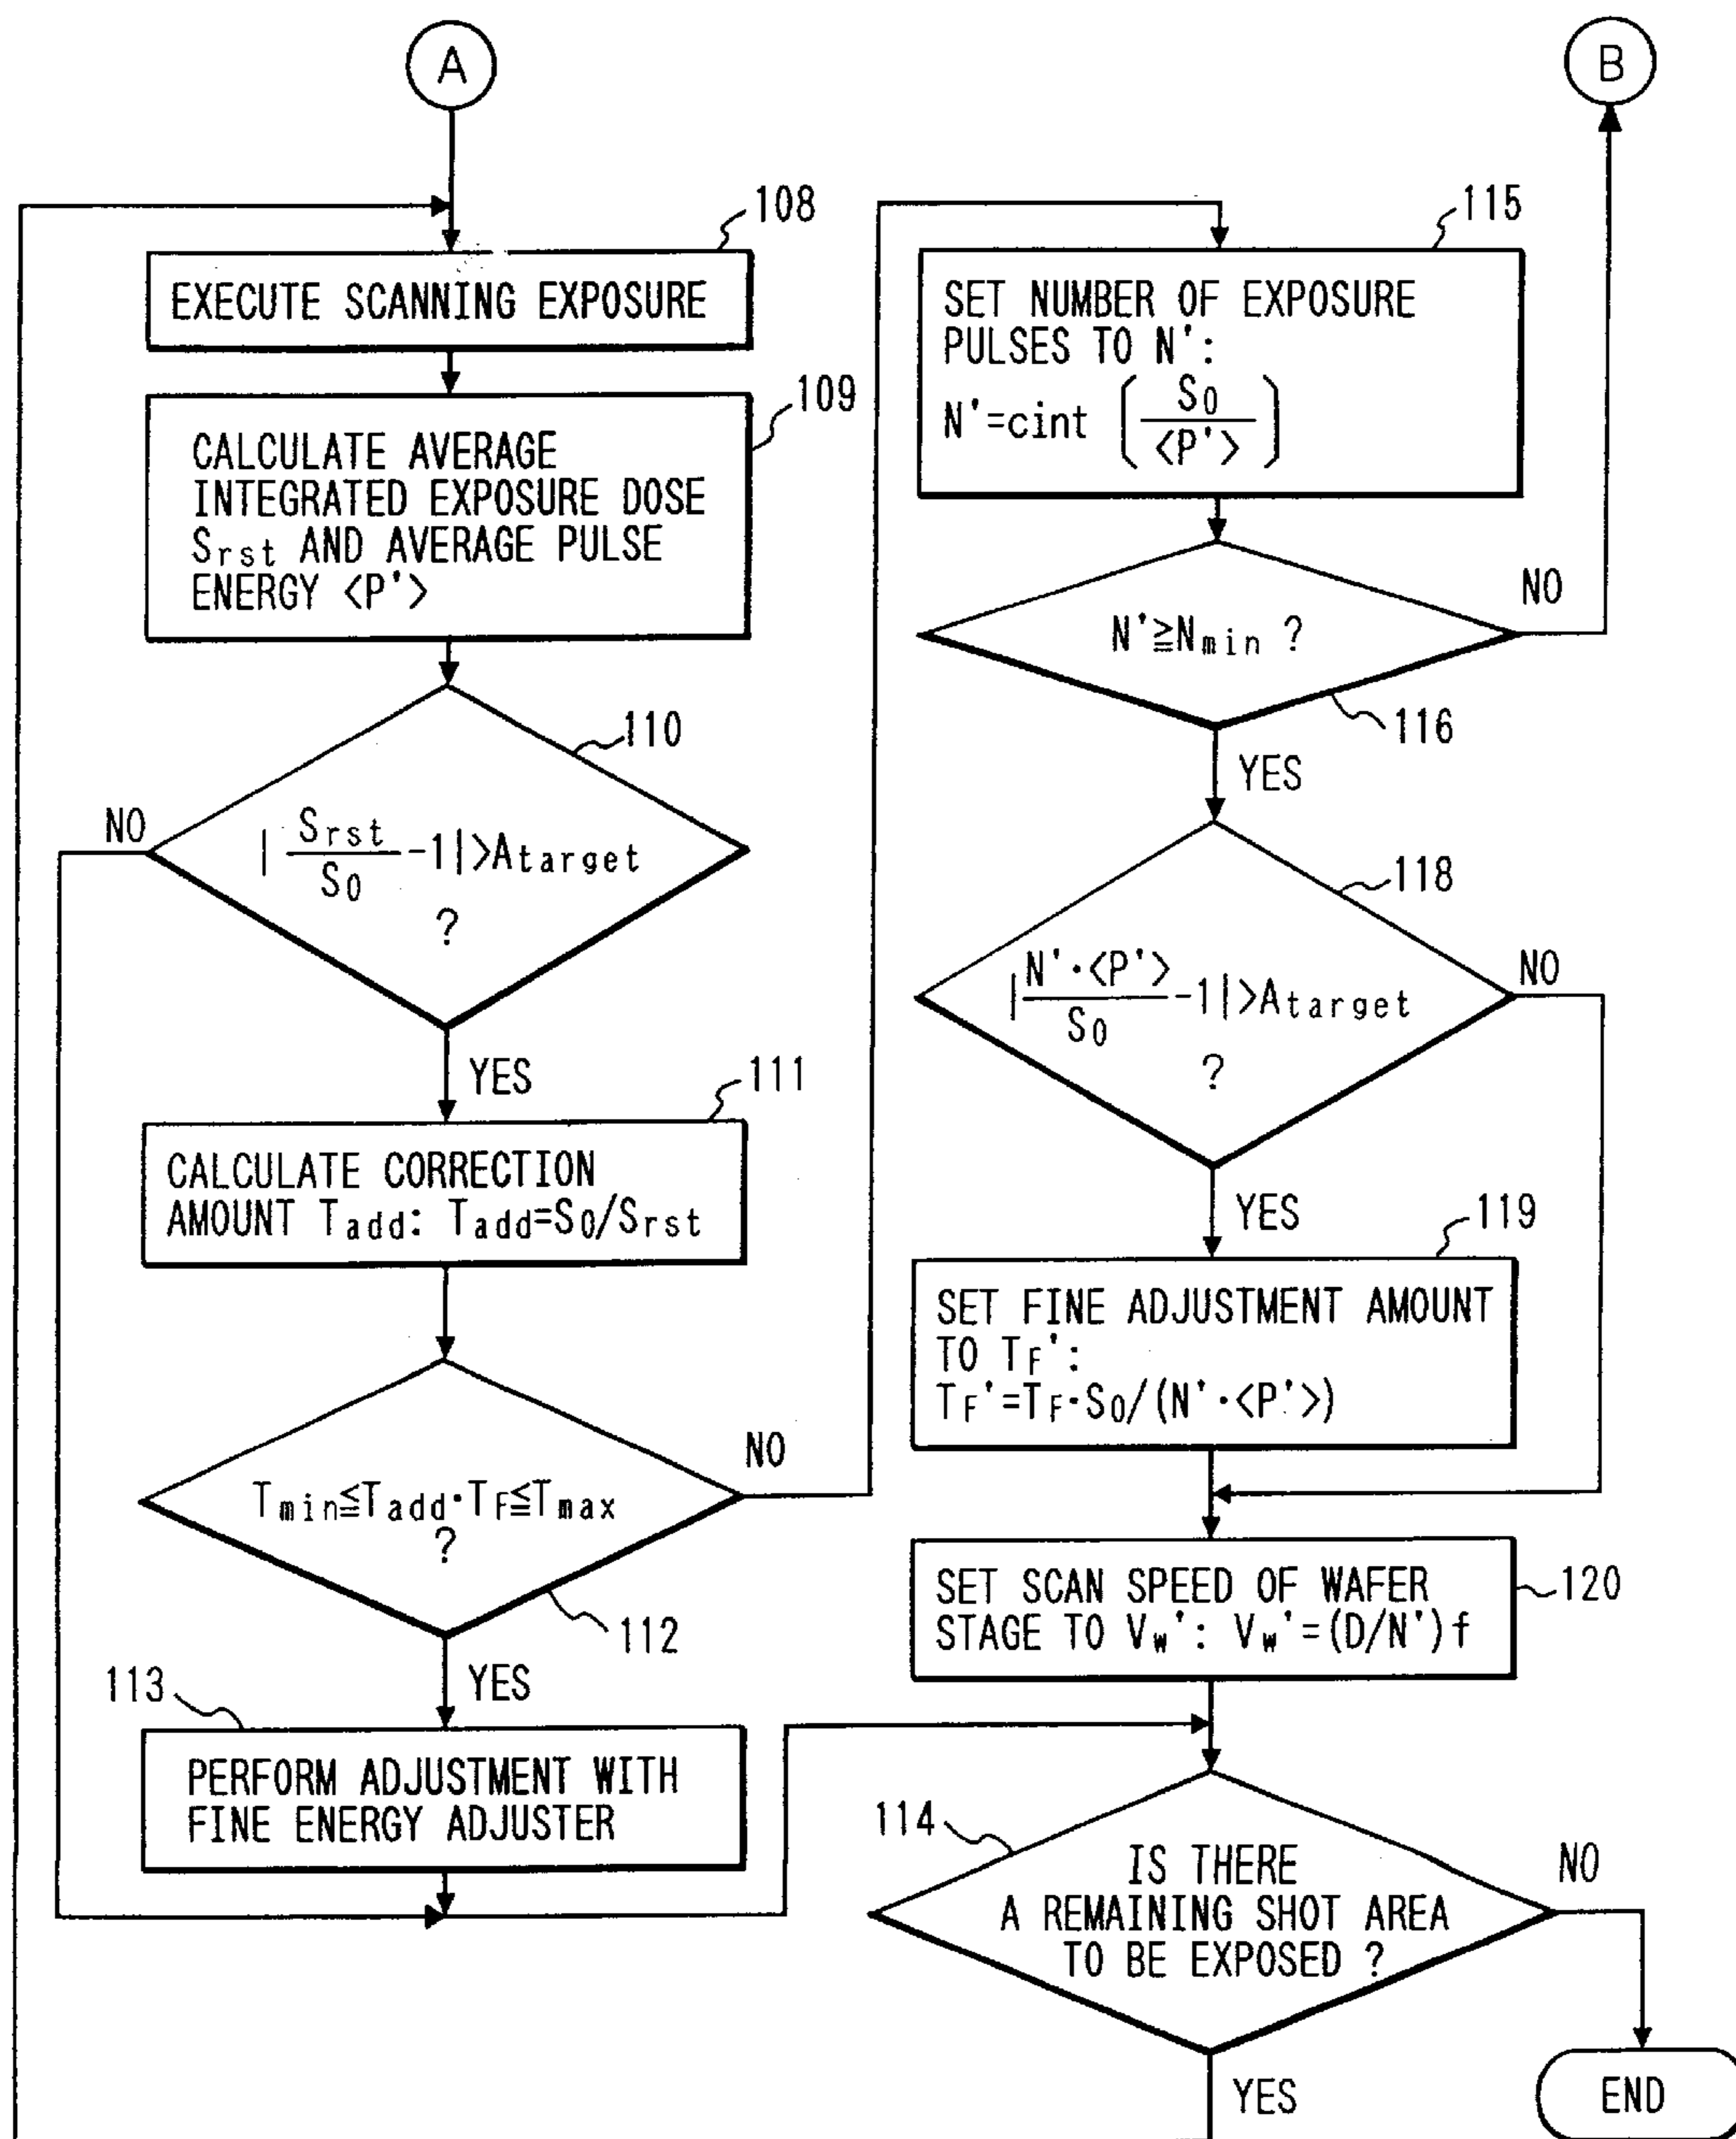 A
108
EXECUTE SCANNING EXPOSURE
109
CALCULATE AVERAGE
INTEGRATED EXPOSURE DOSE
Srst AND AVERAGE PULSE
ENERGY <P'>
110
| Srst/S0 -1|>Atarget
?
NO
YES
111
CALCULATE CORRECTION
AMOUNT Tadd: Tadd=S0/Srst
Tmin≦Tadd·TF≦Tmax
?
NO
112
YES
113
PERFORM ADJUSTMENT WITH
FINE ENERGY ADJUSTER
B
115
SET NUMBER OF EXPOSURE
PULSES TO N':
N'=cint (S0/<P'>)
N'≧Nmin ?
NO
116
YES
118
|N'·<P'>/S0 -1|>Atarget
?
NO
YES
119
SET FINE ADJUSTMENT AMOUNT
TO TF':
TF'=TF·S0/(N'·<P'>)
SET SCAN SPEED OF WAFER
STAGE TO Vw': Vw'=(D/N')f
120
114
IS THERE
A REMAINING SHOT AREA
TO BE EXPOSED ?
NO
YES
END